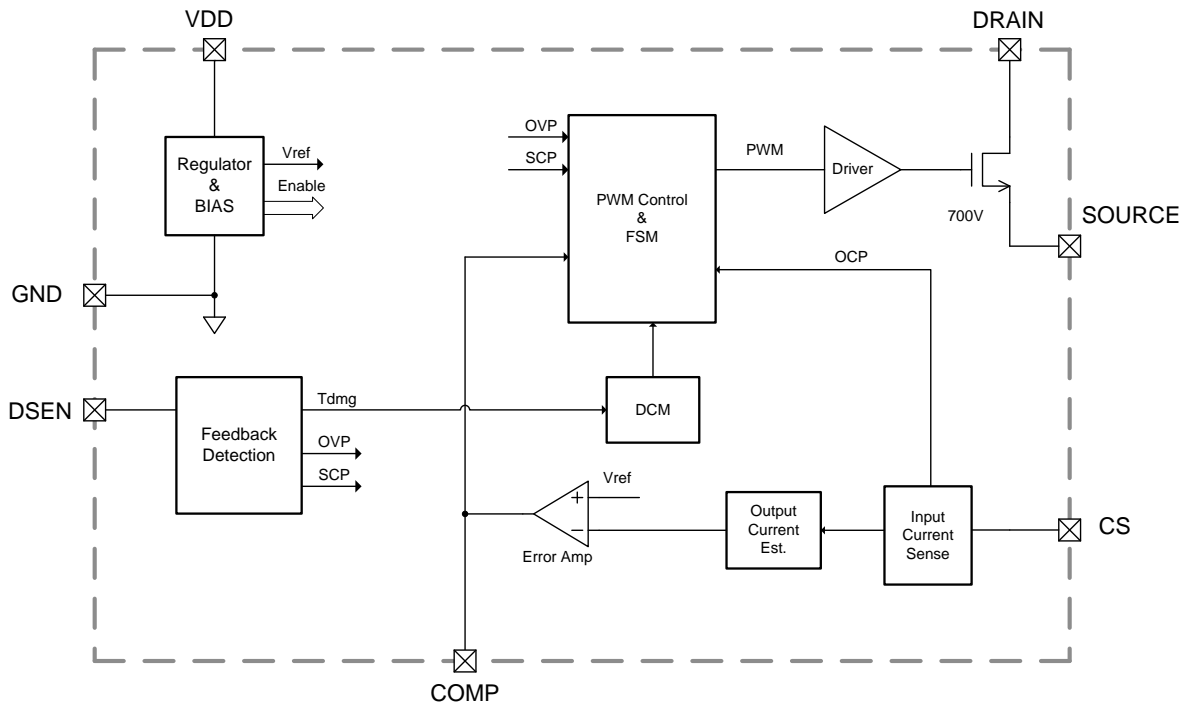 VDD
DRAIN
Regulator
&
BIAS
Vref
Enable
OVP
SCP
PWM Control
&
FSM
PWM
Driver
700V
SOURCE
OCP
GND
DSEN
Feedback
Detection
Tdmg
OVP
SCP
DCM
Vref
+
−
Error Amp
Output
Current
Est.
Input
Current
Sense
CS
COMP